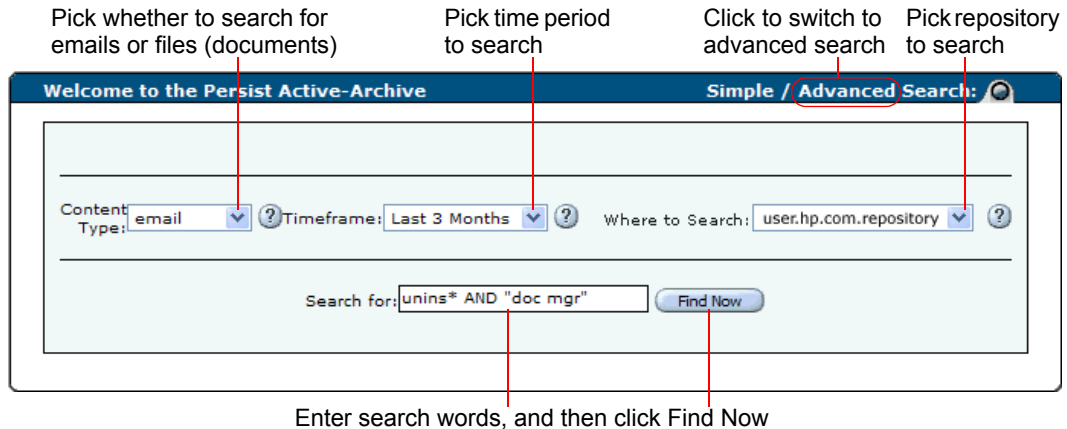 Pick whether to search for
emails or files (documents)
Pick time period
to search
Click to switch to
advanced search
Pick repository
to search
Welcome to the Persist Active-Archive
Simple / Advanced Search:
Content
Type:
email
?
Timeframe:
Last 3 Months
?
Where to Search:
user.hp.com.repository
?
Search for:
unins* AND "doc mgr"
Find Now
Enter search words, and then click Find Now